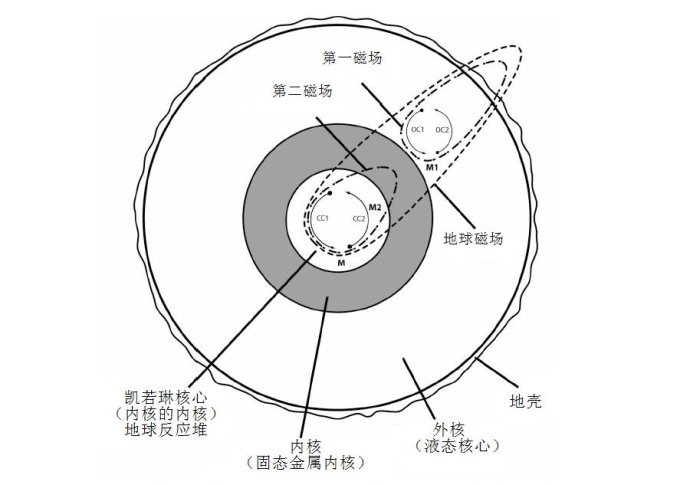 第一磁场
第二磁场
OC1
OC2
M1
M2
CC1
CC2
M
地球磁场
凯若琳核心
（内核的内核）
地球反应堆
内核
（固态金属内核）
外核
（液态核心）
地壳